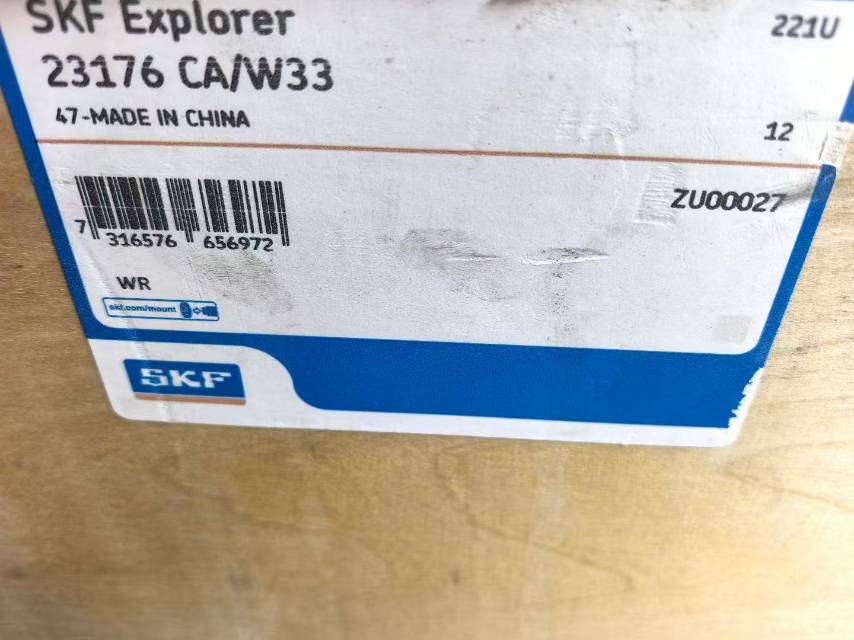 SKF Explorer
221U
23176 CA/W33
47-MADE IN CHINA
12
ZU00027
7 316576 656972
WR
skf.com/mount
SKF